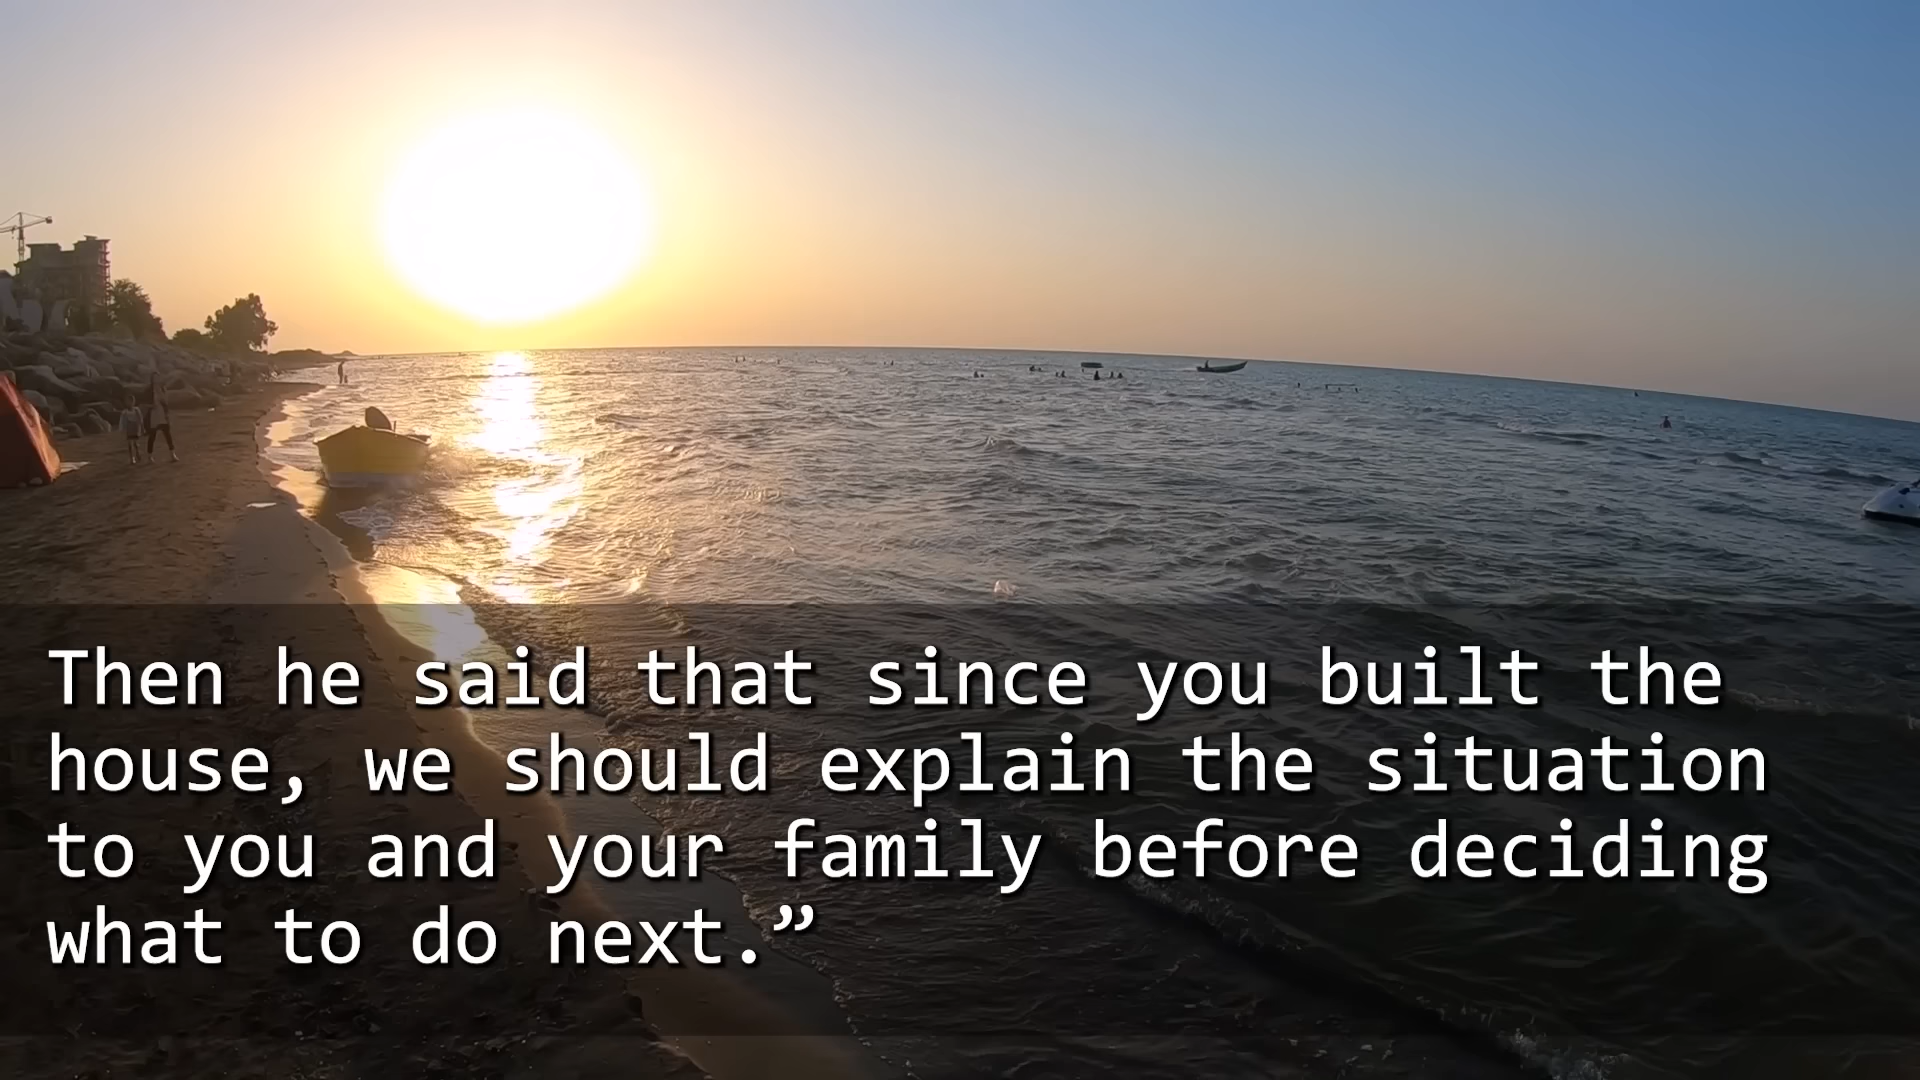 Then he said that since you built the
house, we should explain the situation
to you and your family before deciding
what to do next.”